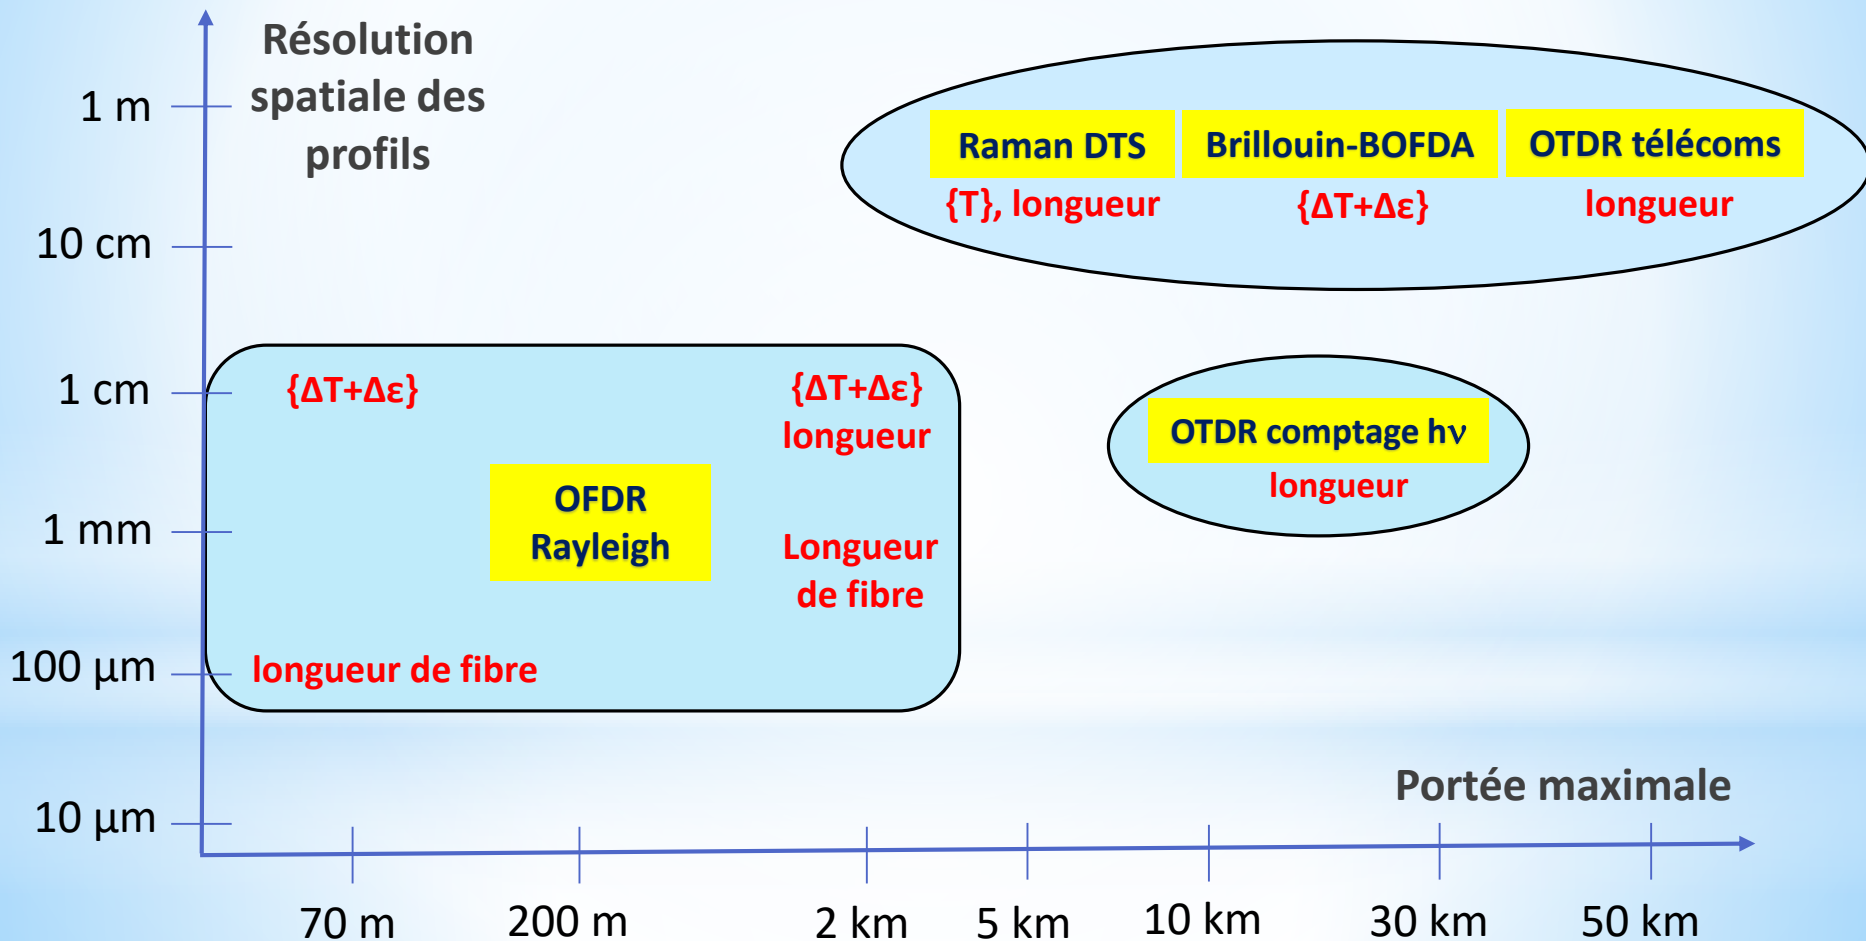 Résolution
spatiale des
profils
1 m
10 cm
1 cm
1 mm
100 µm
10 µm
Raman DTS
{T}, longueur
Brillouin-BOFDA
{ΔT+Δε}
OTDR télécoms
longueur
{ΔT+Δε}
{ΔT+Δε}
longueur
OFDR
Rayleigh
Longueur
de fibre
longueur de fibre
OTDR comptage hν
longueur
Portée maximale
70 m
200 m
2 km
5 km
10 km
30 km
50 km